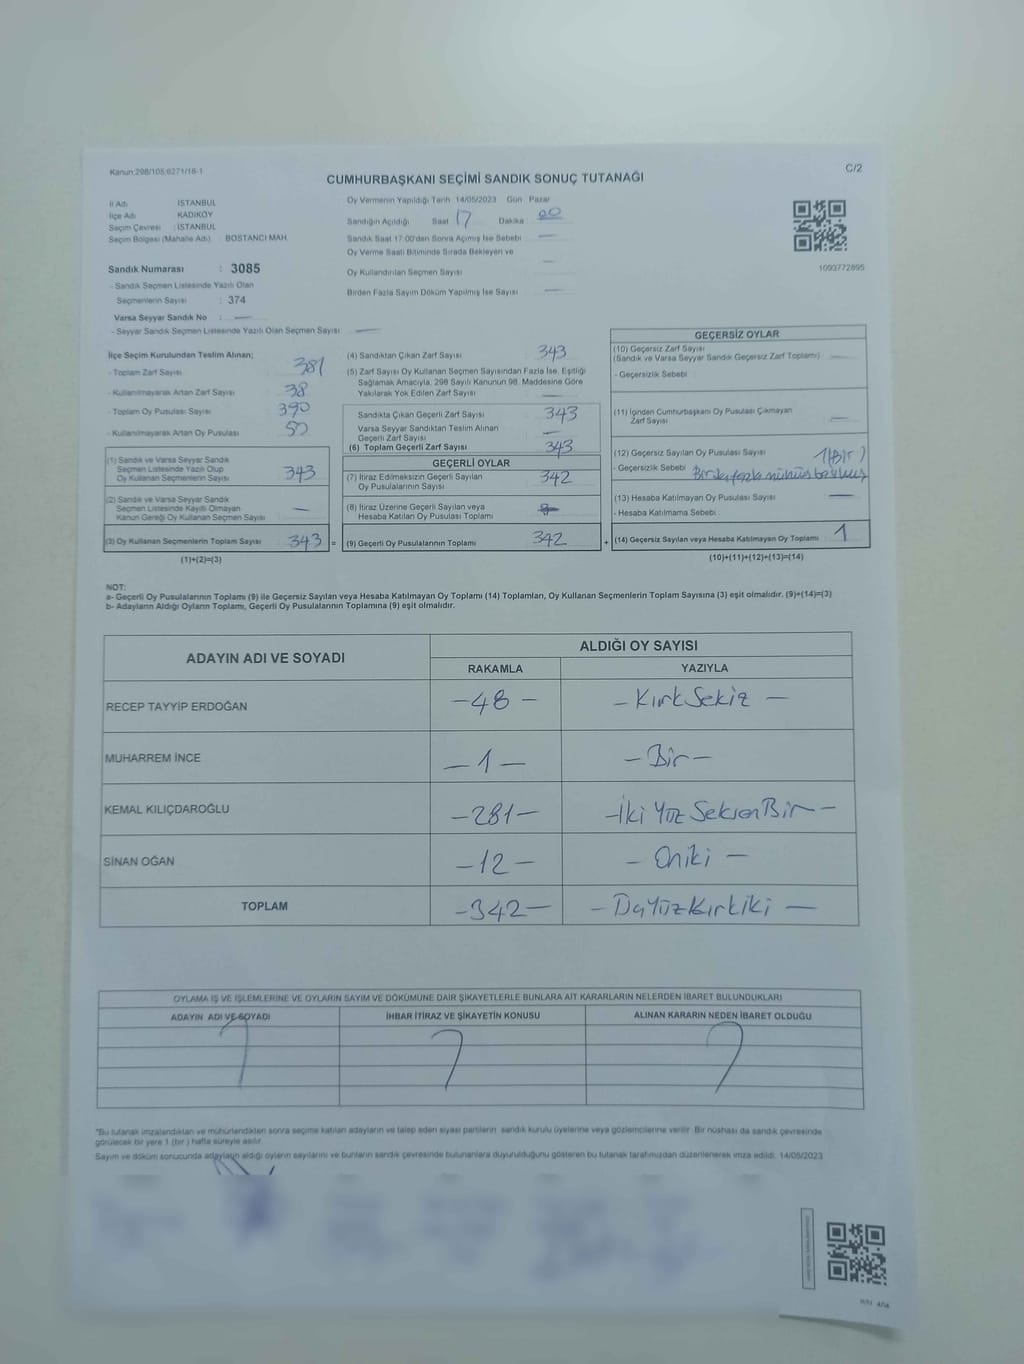 Kanun:298/105;6271/18-1
C/2
CUMHURBAŞKANI SEÇİMİ SANDIK SONUÇ TUTANAĞI
İl Adı : İSTANBUL
İlçe Adı : KADIKÖY
Seçim Çevresi : İSTANBUL
Seçim Bölgesi (Mahalle Adı) : BOSTANCI MAH.
Sandık Numarası : 3085
- Sandık Seçmen Listesinde Yazılı Olan
Seçmenlerin Sayısı : 374
Varsa Seyyar Sandık No : —
- Seyyar Sandık Seçmen Listesinde Yazılı Olan Seçmen Sayısı : —
Oy Vermenin Yapıldığı Tarih 14/05/2023 Gün Pazar
Sandığın Açıldığı Saat 17 Dakika 00
Sandık Saat 17:00'den Sonra Açımış İse Sebebi —
Oy Verme Saati Bitiminde Sırada Bekleyen ve —
Oy Kullandırılan Seçmen Sayısı
Birden Fazla Sayım Döküm Yapılmış İse Sayısı —
1093772895
İlçe Seçim Kurulundan Teslim Alınan;
- Toplam Zarf Sayısı 381
- Kullanılmayarak Artan Zarf Sayısı 38
- Toplam Oy Pusulası Sayısı 390
- Kullanılmayarak Artan Oy Pusulası 50
(1) Sandık ve Varsa Seyyar Sandık
Seçmen Listesinde Yazılı Olup
Oy Kullanan Seçmenlerin Sayısı 343
(2) Sandık ve Varsa Seyyar Sandık
Seçmen Listesinde Kayıtlı Olmayan
Kanun Gereği Oy Kullanan Seçmen Sayısı —
(3) Oy Kullanan Seçmenlerin Toplam Sayısı 343 =
(1)+(2)=(3)
(4) Sandıktan Çıkan Zarf Sayısı 343
(5) Zarf Sayısı Oy Kullanan Seçmen Sayısından Fazla İse, Eşitliği
Sağlamak Amacıyla, 298 Sayılı Kanunun 98. Maddesine Göre
Yakılarak Yok Edilen Zarf Sayısı —
Sandıkta Çıkan Geçerli Zarf Sayısı 343
Varsa Seyyar Sandıktan Teslim Alınan
Geçerli Zarf Sayısı —
(6) Toplam Geçerli Zarf Sayısı 343
GEÇERLİ OYLAR
(7) İtiraz Edilmeksizin Geçerli Sayılan
Oy Pusulalarının Sayısı 342
(8) İtiraz Üzerine Geçerli Sayılan veya
Hesaba Katılan Oy Pusulası Toplamı
(9) Geçerli Oy Pusulalarının Toplamı 342 +
GEÇERSİZ OYLAR
(10) Geçersiz Zarf Sayısı
(Sandık ve Varsa Seyyar Sandık Geçersiz Zarf Toplamı) —
- Geçersizlik Sebebi :
(11) İçinden Cumhurbaşkanı Oy Pusulası Çıkmayan
Zarf Sayısı —
(12) Geçersiz Sayılan Oy Pusulası Sayısı 1(Bir)
- Geçersizlik Sebebi Birden fazla mühür basılmış
(13) Hesaba Katılmayan Oy Pusulası Sayısı —
- Hesaba Katılmama Sebebi :
(14) Geçersiz Sayılan veya Hesaba Katılmayan Oy Toplamı : 1
(10)+(11)+(12)+(13)=(14)
NOT:
a- Geçerli Oy Pusulalarının Toplamı (9) ile Geçersiz Sayılan veya Hesaba Katılmayan Oy Toplamı (14) Toplamları, Oy Kullanan Seçmenlerin Toplam Sayısına (3) eşit olmalıdır. (9)+(14)=(3)
b- Adayların Aldığı Oyların Toplamı, Geçerli Oy Pusulalarının Toplamına (9) eşit olmalıdır.
ADAYIN ADI VE SOYADI
ALDIĞI OY SAYISI
RAKAMLA YAZIYLA
RECEP TAYYİP ERDOĞAN -48- -Kırk Sekiz-
MUHARREM İNCE -1- -Bir-
KEMAL KILIÇDAROĞLU -281- -İki Yüz Seksen Bir-
SİNAN OĞAN -12- -Oniki-
TOPLAM -342- -ÜçYüzKırkiki-
OYLAMA İŞ VE İŞLEMLERİNE VE OYLARIN SAYIM VE DÖKÜMÜNE DAİR ŞİKAYETLERLE BUNLARA AİT KARARLARIN NELERDEN İBARET BULUNDUKLARI
ADAYIN ADI VE SOYADI İHBAR İTİRAZ VE ŞİKAYETİN KONUSU ALINAN KARARIN NEDEN İBARET OLDUĞU
*Bu tutanak imzalandıktan ve mühürlendikten sonra seçime katılan adayların ve talep eden siyasi partilerin sandık kurulu üyelerine veya gözlemcilerine verilir. Bir nüshası da sandık çevresinde
görülecek bir yere 1 (bir ) hafta süreyle asılır.
Sayım ve döküm sonucunda adayların aldığı oyların sayılarını ve bunların sandık çevresinde bulunanlara duyurulduğunu gösteren bu tutanak tarafımızdan düzenlenerek imza edildi. 14/05/2023